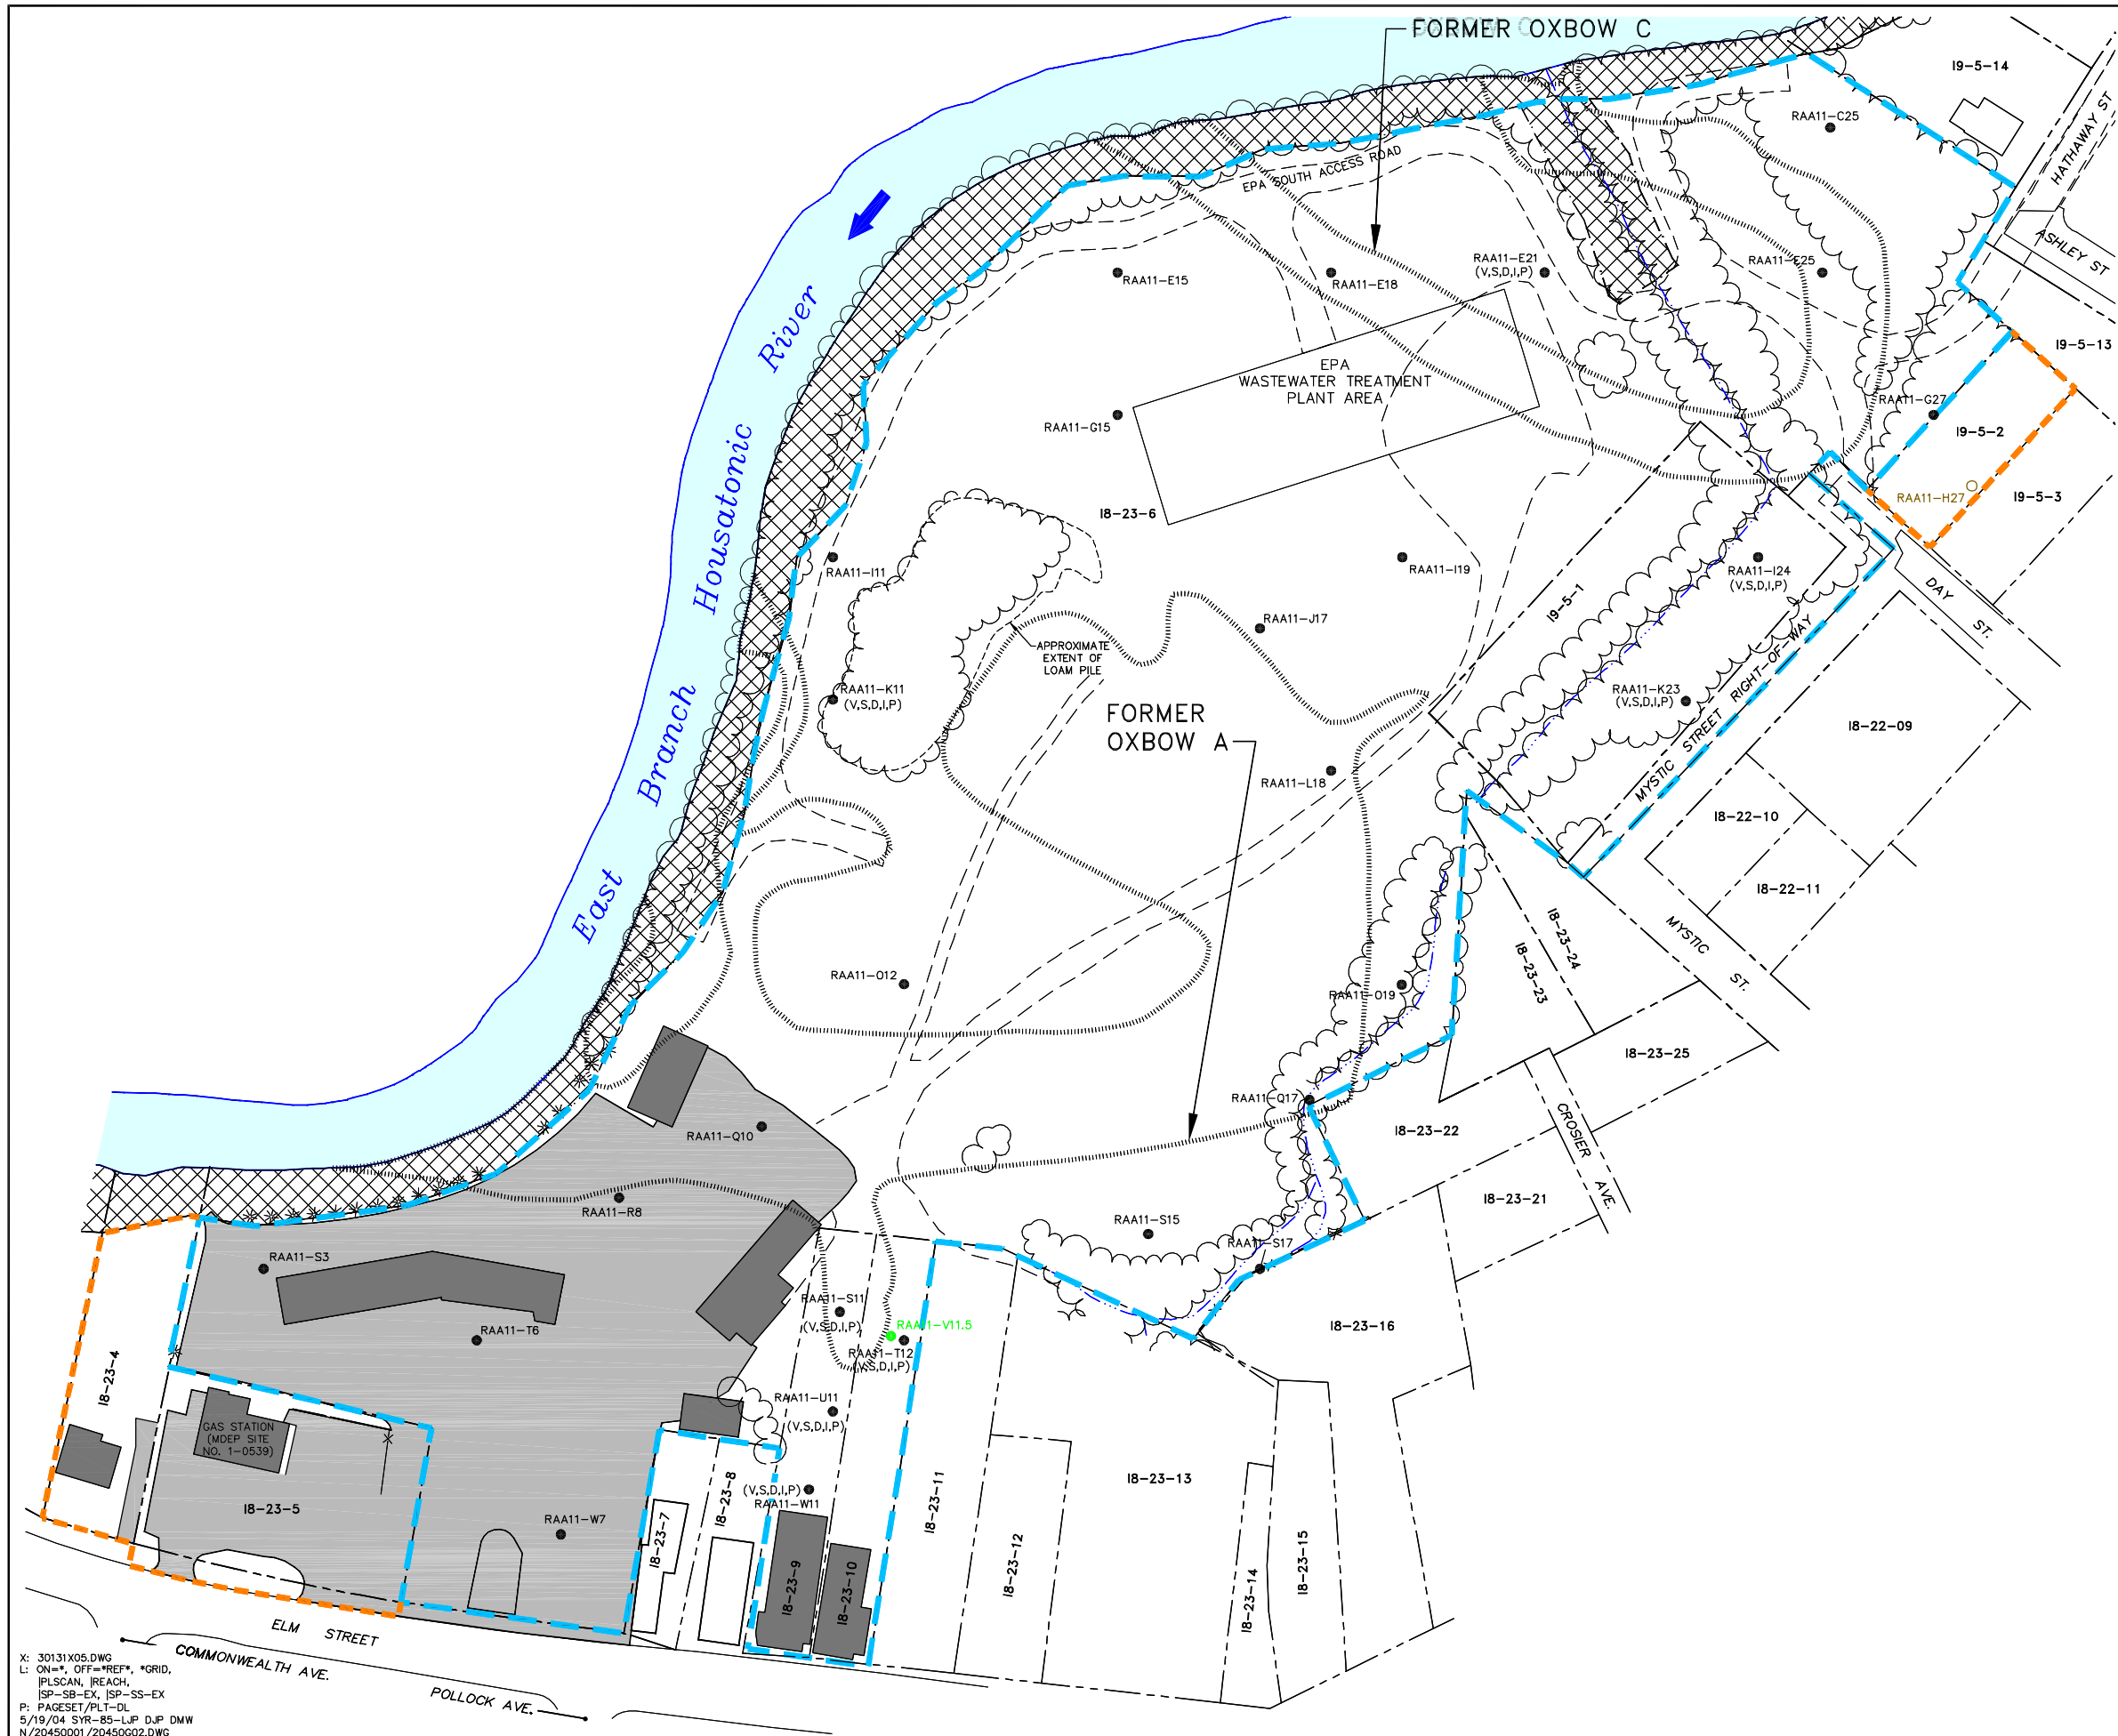 FORMER OXBOW C
19-5-14
RAA11-C25
HATHAWAY ST
EPA SOUTH ACCESS ROAD
ASHLEY ST
RAA11-E15
RAA11-E18
RAA11-E21
(V,S,D,I,P)
RAA11-E25
19-5-13
EPA
WASTEWATER TREATMENT
PLANT AREA
RAA11-G15
RAA11-G27
19-5-2
RAA11-H27
19-5-3
18-23-6
East Branch Housatonic River
RAA11-I11
RAA11-I19
RAA11-I24
(V,S,D,I,P)
19-5-1
DAY ST.
RAA11-J17
APPROXIMATE
EXTENT OF
LOAM PILE
RAA11-K11
(V,S,D,I,P)
RAA11-K23
(V,S,D,I,P)
MYSTIC STREET RIGHT-OF-WAY
FORMER
OXBOW A
18-22-09
RAA11-L18
18-22-10
18-22-11
MYSTIC ST.
18-23-24
18-23-23
RAA11-O12
RAA11-O19
18-23-25
RAA11-Q10
RAA11-Q17
18-23-22
CROSIER AVE.
18-23-21
RAA11-R8
RAA11-S15
RAA11-S17
RAA11-S3
RAA11-S11
(V,S,D,I,P)
RAA11-V11.5
RAA11-T6
RAA11-T12
(V,S,D,I,P)
18-23-16
18-23-4
RAA11-U11
(V,S,D,I,P)
GAS STATION
(MDEP SITE
NO. 1-0539)
18-23-5
(V,S,D,I,P)
RAA11-W11
RAA11-W7
18-23-7
18-23-8
18-23-9
18-23-10
18-23-11
18-23-12
18-23-13
18-23-14
18-23-15
ELM STREET
COMMONWEALTH AVE.
POLLOCK AVE.
X: 30131X05.DWG
L: ON=*, OFF=*REF*, *GRID,
|PLSCAN, |REACH,
|SP-SB-EX, |SP-SS-EX
P: PAGESET/PLT-DL
5/19/04 SYR-85-LJP DJP DMW
N/20450001/20450G02.DWG